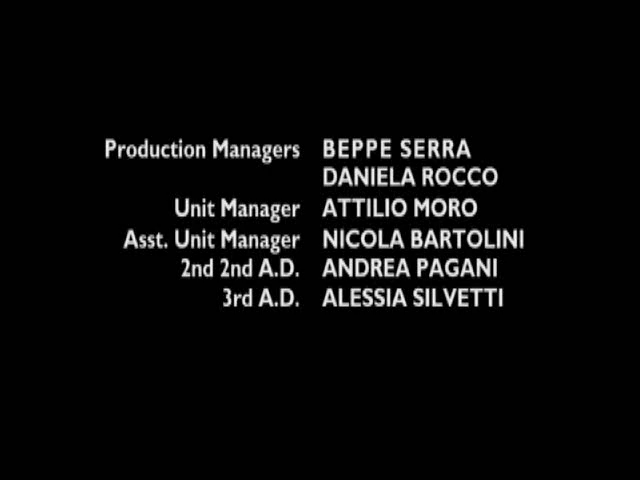 Production Managers BEPPE SERRA
DANIELA ROCCO
Unit Manager ATTILIO MORO
Asst. Unit Manager NICOLA BARTOLINI
2nd 2nd A.D. ANDREA PAGANI
3rd A.D. ALESSIA SILVETTI